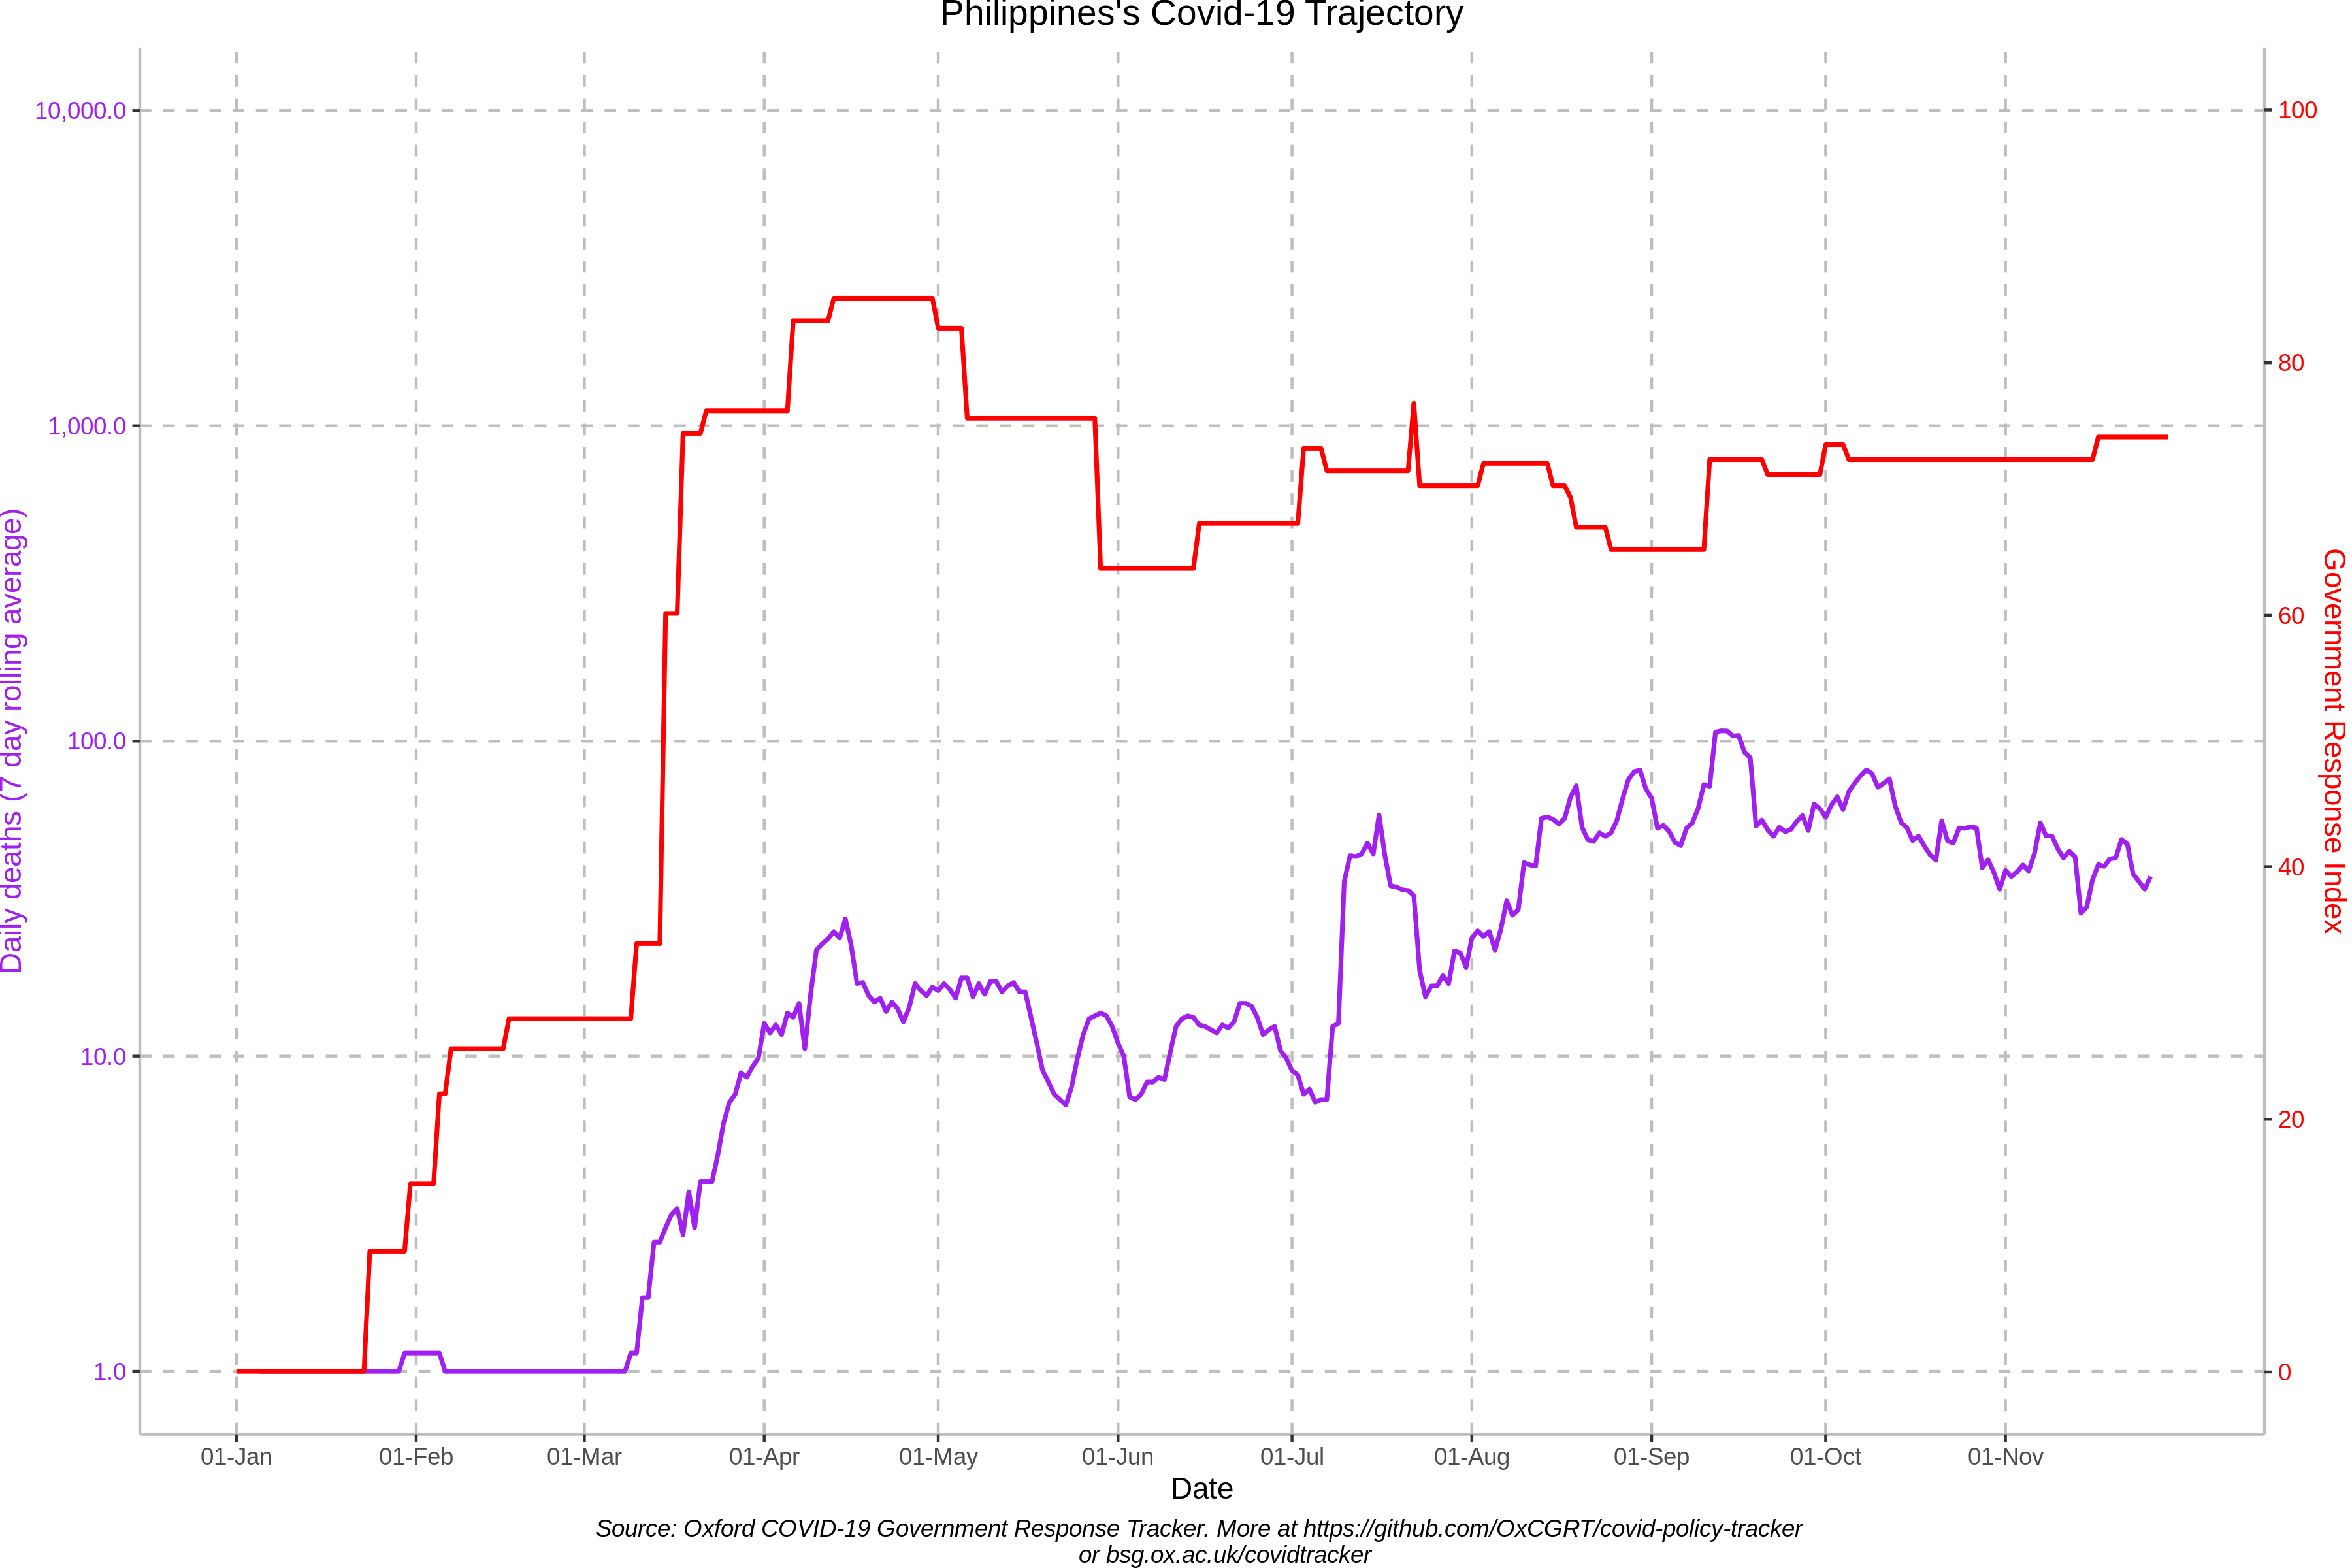 Philippines's Covid-19 Trajectory
10,000.0
1,000.0
100.0
10.0
1.0
Daily deaths (7 day rolling average)
100
80
60
40
20
0
Government Response Index
01-Jan 01-Feb 01-Mar 01-Apr 01-May 01-Jun 01-Jul 01-Aug 01-Sep 01-Oct 01-Nov
Date
Source: Oxford COVID-19 Government Response Tracker. More at https://github.com/OxCGRT/covid-policy-tracker
or bsg.ox.ac.uk/covidtracker